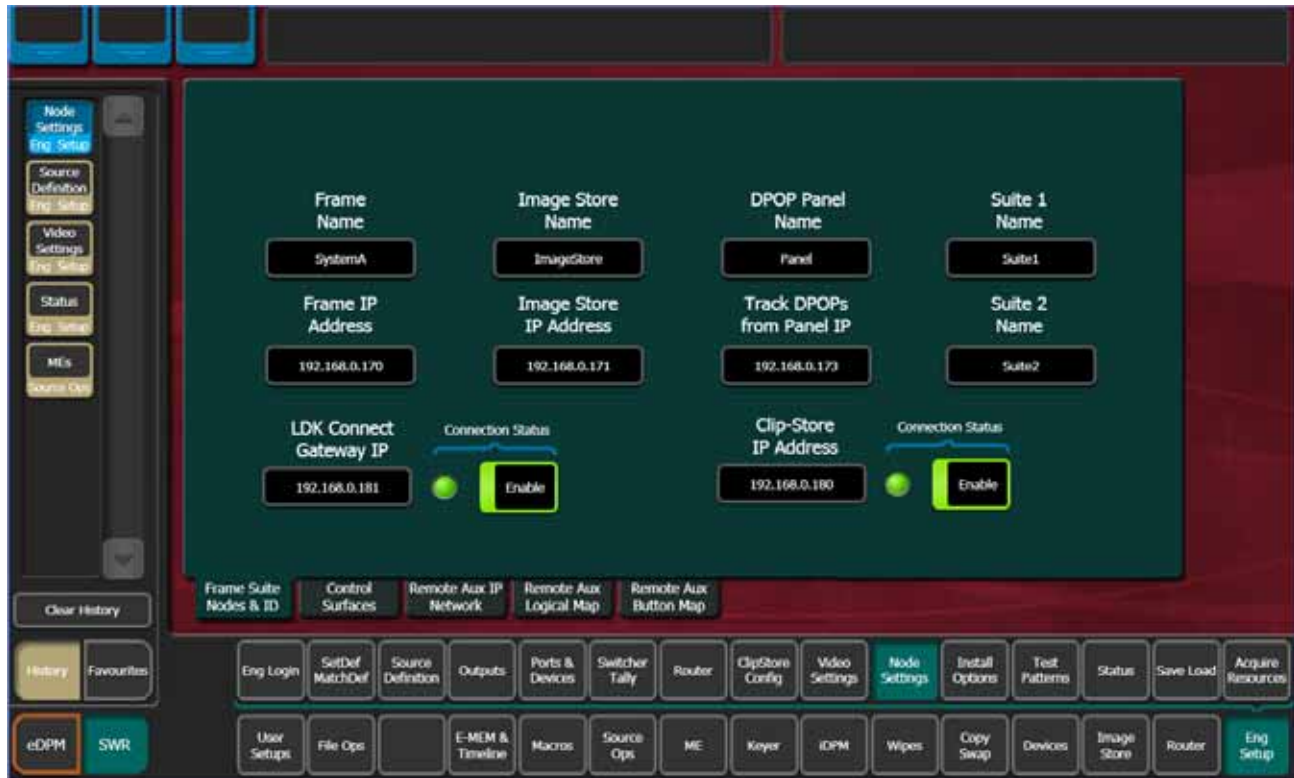 Node
Settings
Eng Setup
Source
Definition
Eng Setup
Video
Settings
Eng Setup
Status
Eng Setup
MEs
Source Ops
Clear History
History
Favourites
eDPM
SWR
Frame
Name
Image Store
Name
DPOP Panel
Name
Suite 1
Name
SystemA
ImageStore
Panel
Suite1
Frame IP
Address
Image Store
IP Address
Track DPOPs
from Panel IP
Suite 2
Name
192.168.0.170
192.168.0.171
192.168.0.173
Suite2
LDK Connect
Gateway IP
Connection Status
Clip-Store
IP Address
Connection Status
192.168.0.181
Enable
192.168.0.180
Enable
Frame Suite
Nodes & ID
Control
Surfaces
Remote Aux IP
Network
Remote Aux
Logical Map
Remote Aux
Button Map
Eng Login
SetDef
MatchDef
Source
Definition
Outputs
Ports &
Devices
Switcher
Tally
Router
ClipStore
Config
Video
Settings
Node
Settings
Install
Options
Test
Patterns
Status
Save Load
Acquire
Resources
User
Setups
File Ops
E-MEM &
Timeline
Macros
Source
Ops
ME
Keyer
iDPM
Wipes
Copy
Swap
Devices
Image
Store
Router
Eng
Setup